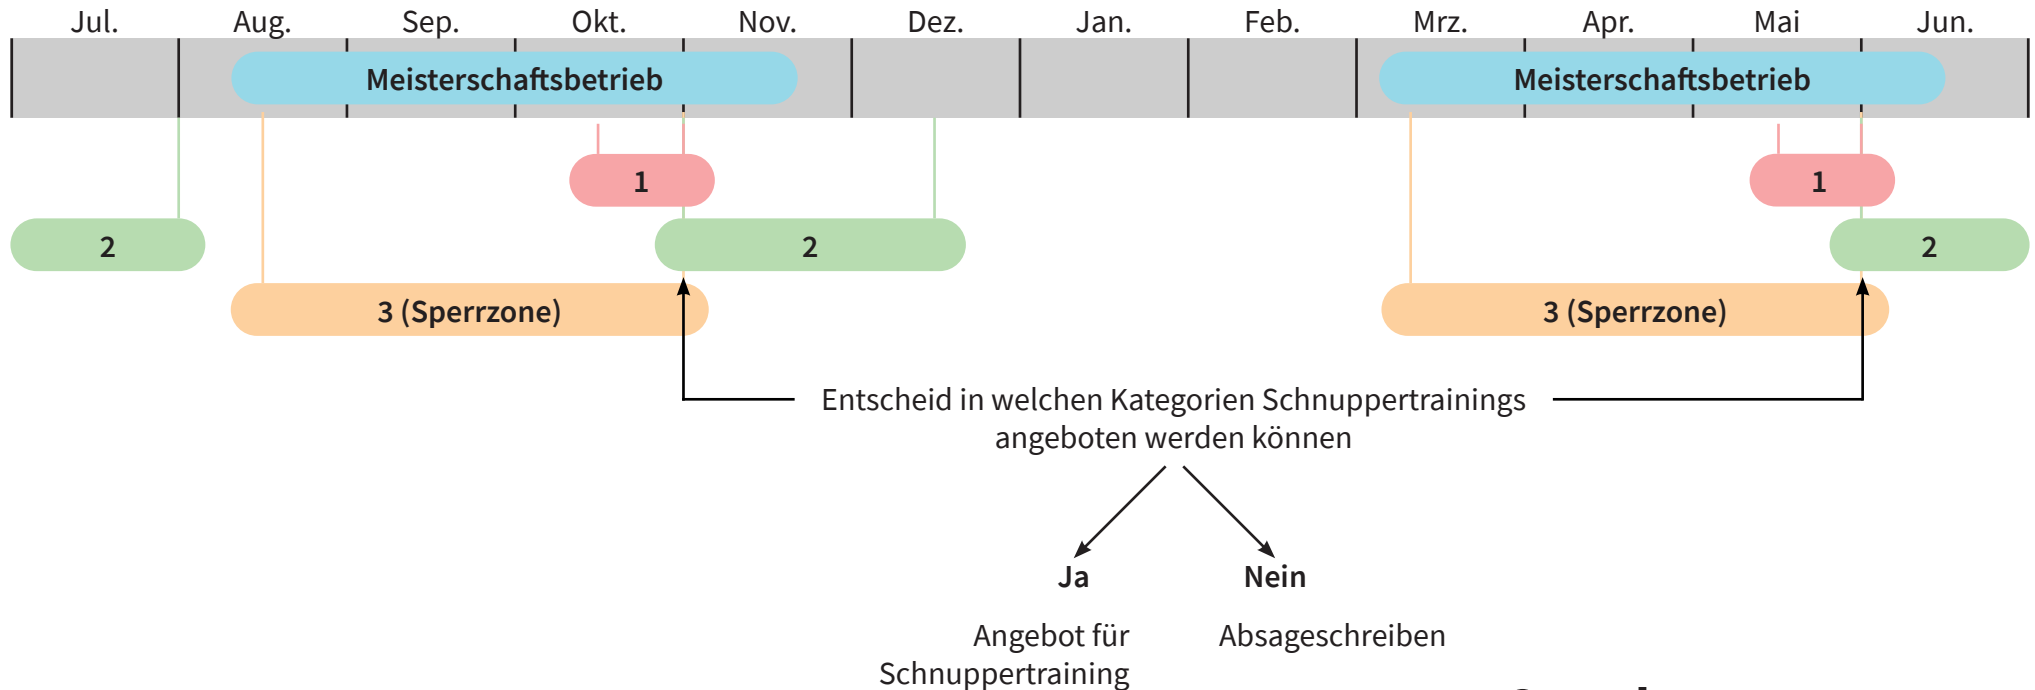 Jul. Aug. Sep. Okt. Nov. Dez. Jan. Feb. Mrz. Apr. Mai Jun.
Meisterschaftsbetrieb Meisterschaftsbetrieb
1 1
2 2 2
3 (Sperrzone) 3 (Sperrzone)
Entscheid in welchen Kategorien Schnuppertrainings
angeboten werden können
Ja Nein
Angebot für Absageschreiben
Schnuppertraining